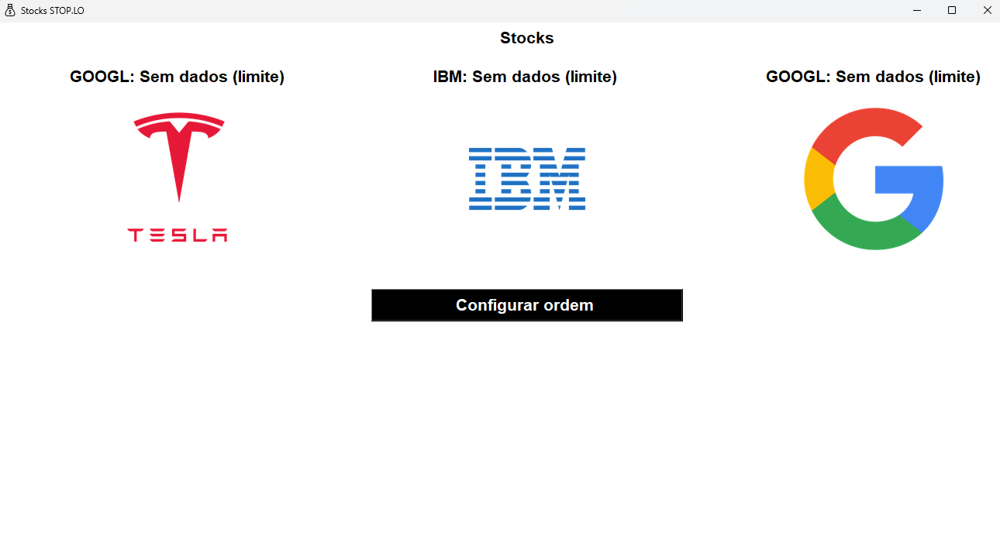 Stocks STOP.LO
Stocks
GOOGL: Sem dados (limite)
IBM: Sem dados (limite)
GOOGL: Sem dados (limite)
TESLA
IBM
G
Configurar ordem